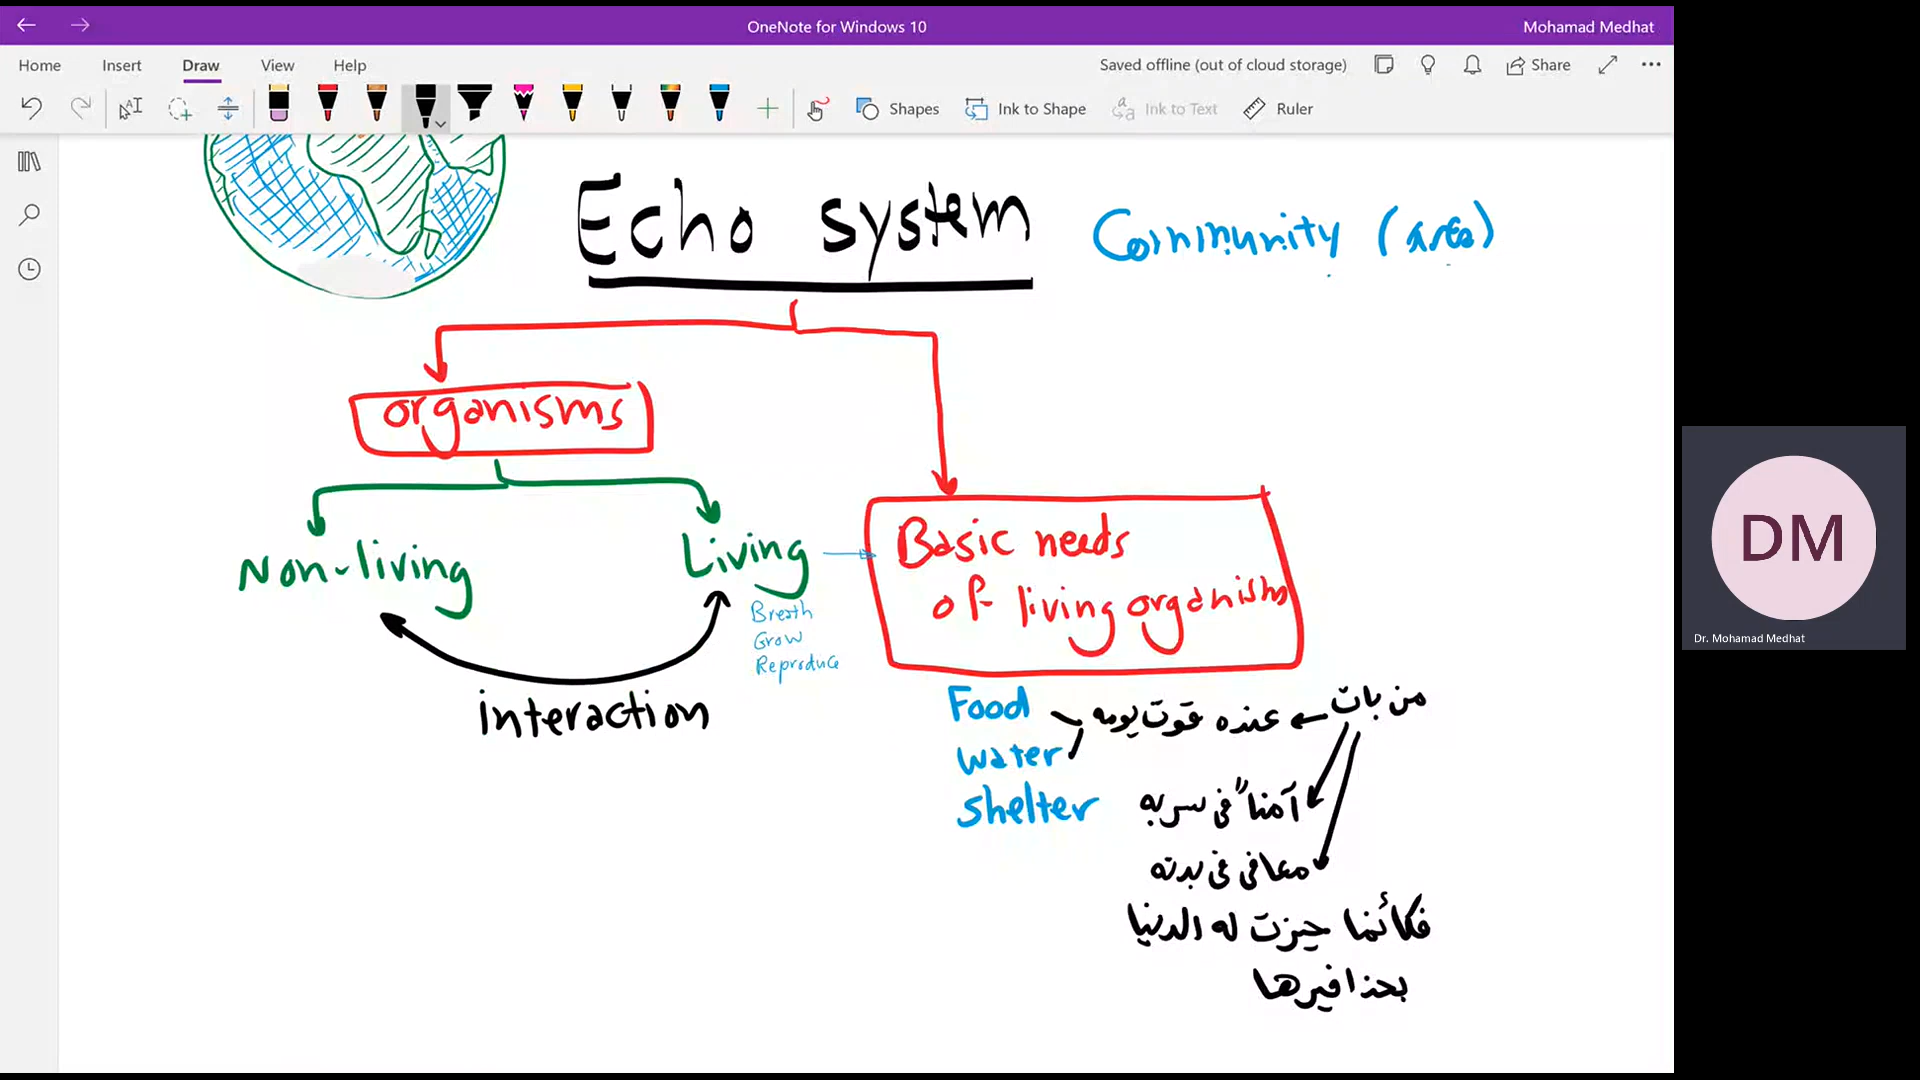 OneNote for Windows 10
Mohamad Medhat
Home Insert Draw View Help
Saved offline (out of cloud storage)
Share
Shapes
Ink to Shape
Ink to Text
Ruler
Echo system
Community (area)
organisms
Non-living
Living
Breath
Grow
Reproduce
interaction
Basic needs
of living organisms
Food
water
shelter
من بات
عنده قوت يومه
آمناً فى سربه
معافى فى بدنه
فكأنما حيزت له الدنيا
بحذافيرها
DM
Dr. Mohamad Medhat